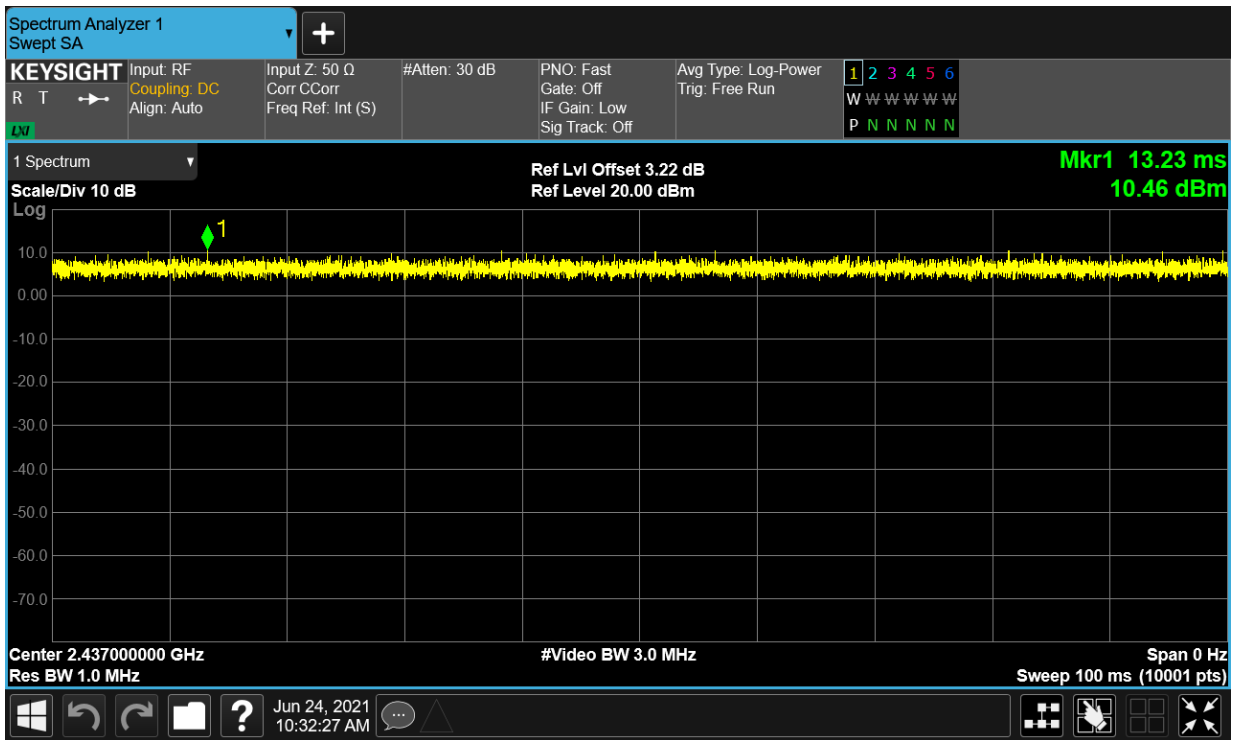 Spectrum Analyzer 1
Swept SA
KEYSIGHT
R T
LXI
Input: RF
Coupling: DC
Align: Auto
Input Z: 50 Ω
Corr CCorr
Freq Ref: Int (S)
#Atten: 30 dB
PNO: Fast
Gate: Off
IF Gain: Low
Sig Track: Off
Avg Type: Log-Power
Trig: Free Run
1 2 3 4 5 6
W W W W W W
P N N N N N
1 Spectrum
Scale/Div 10 dB
Log
Ref Lvl Offset 3.22 dB
Ref Level 20.00 dBm
Mkr1 13.23 ms
10.46 dBm
1
10.0
0.00
-10.0
-20.0
-30.0
-40.0
-50.0
-60.0
-70.0
Center 2.437000000 GHz
Res BW 1.0 MHz
#Video BW 3.0 MHz
Span 0 Hz
Sweep 100 ms (10001 pts)
?
Jun 24, 2021
10:32:27 AM